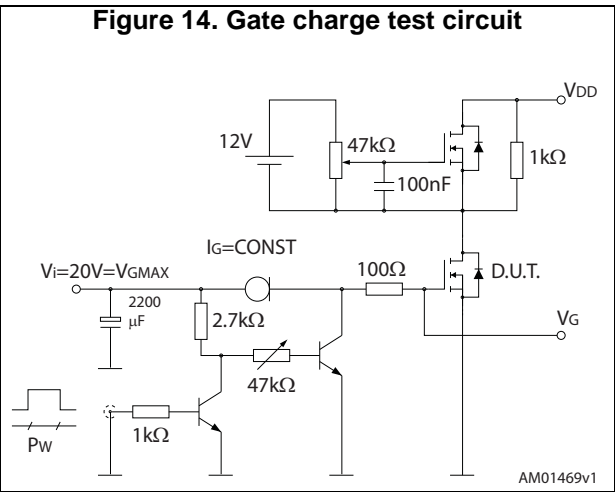 Figure 14. Gate charge test circuit
VDD
12V
47kΩ
1kΩ
100nF
IG=CONST
Vi=20V=VGMAX
100Ω
D.U.T.
2200
μF
2.7kΩ
VG
47kΩ
1kΩ
PW
AM01469v1